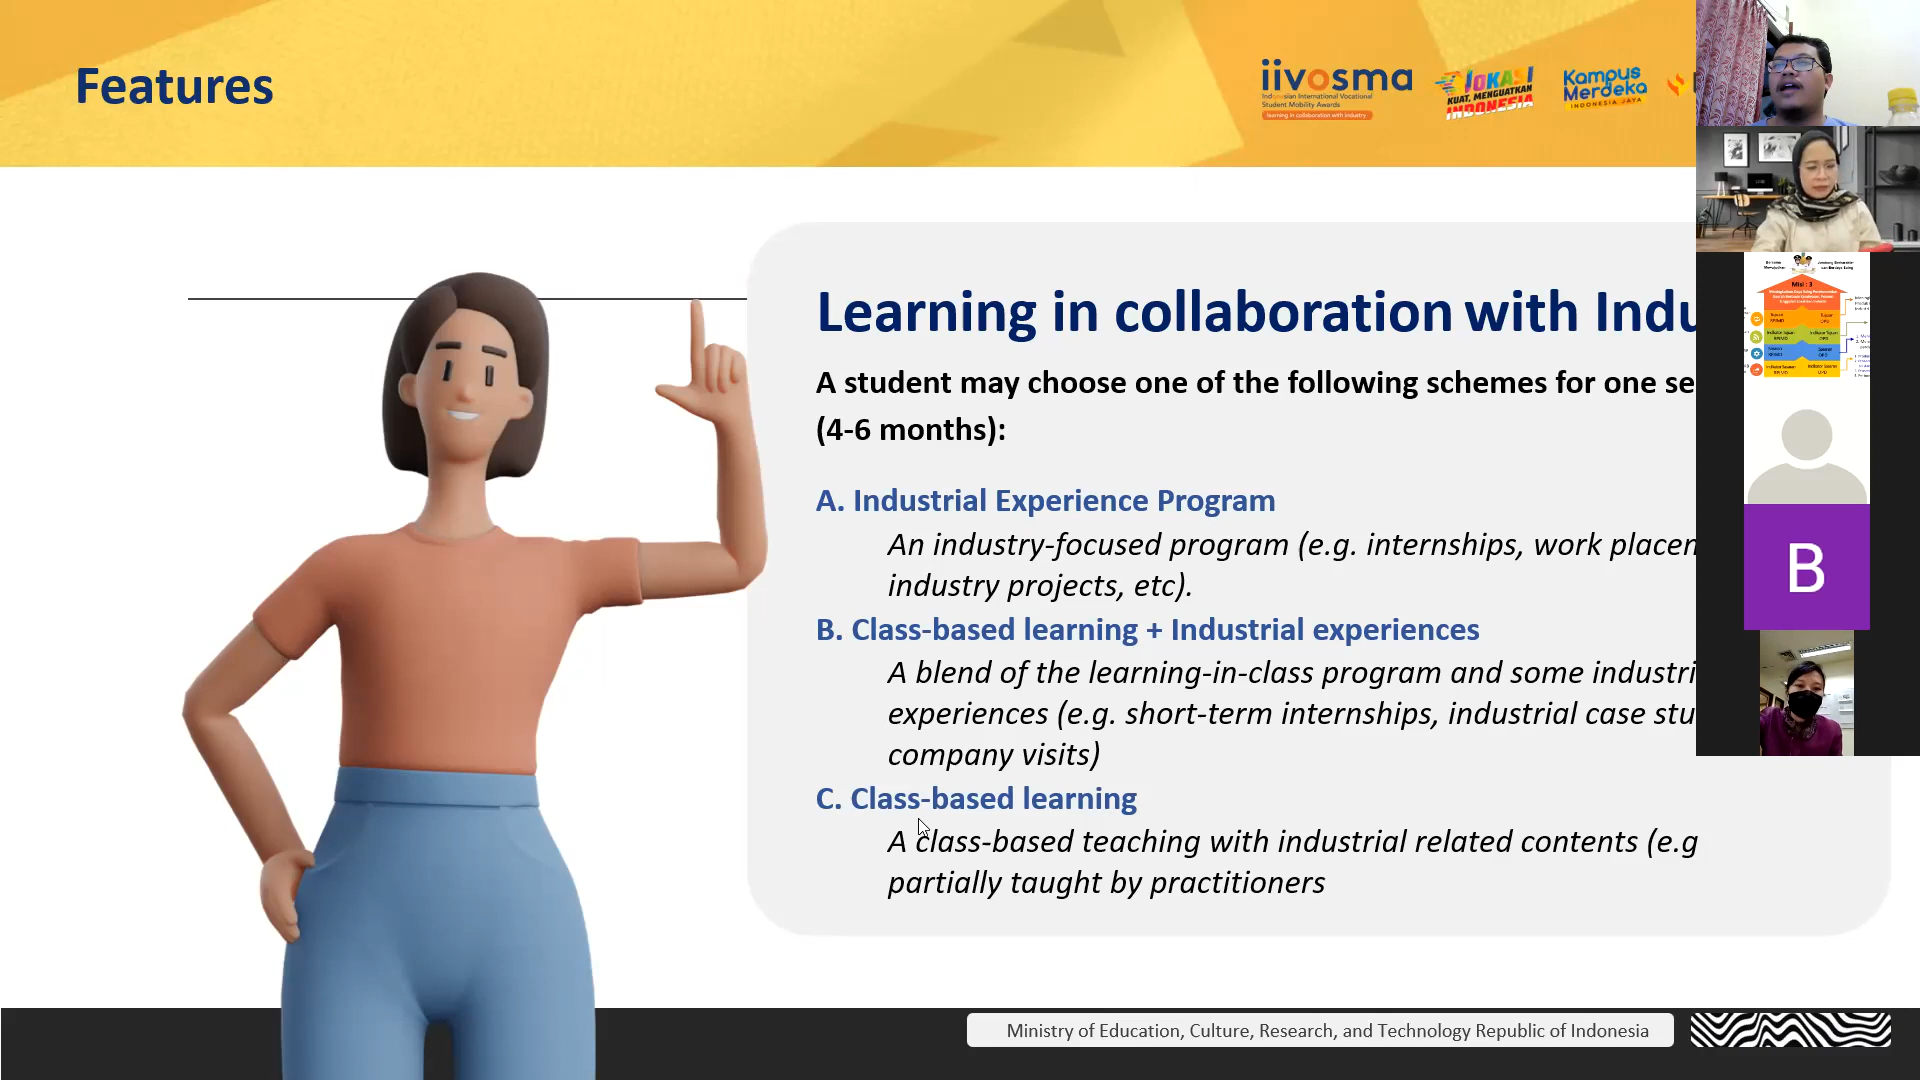 Features
iivosma
Indonesian International Vocational
Student Mobility Awards
learning in collaboration with industry
VOKASI
KUAT, MENGUATKAN
INDONESIA
Kampus
Merdeka
INDONESIA JAYA
Learning in collaboration with Indu
A student may choose one of the following schemes for one se
(4-6 months):
A. Industrial Experience Program
An industry-focused program (e.g. internships, work placem
industry projects, etc).
B. Class-based learning + Industrial experiences
A blend of the learning-in-class program and some industri
experiences (e.g. short-term internships, industrial case stu
company visits)
C. Class-based learning
A class-based teaching with industrial related contents (e.g
partially taught by practitioners
Misi : 3
B
Ministry of Education, Culture, Research, and Technology Republic of Indonesia